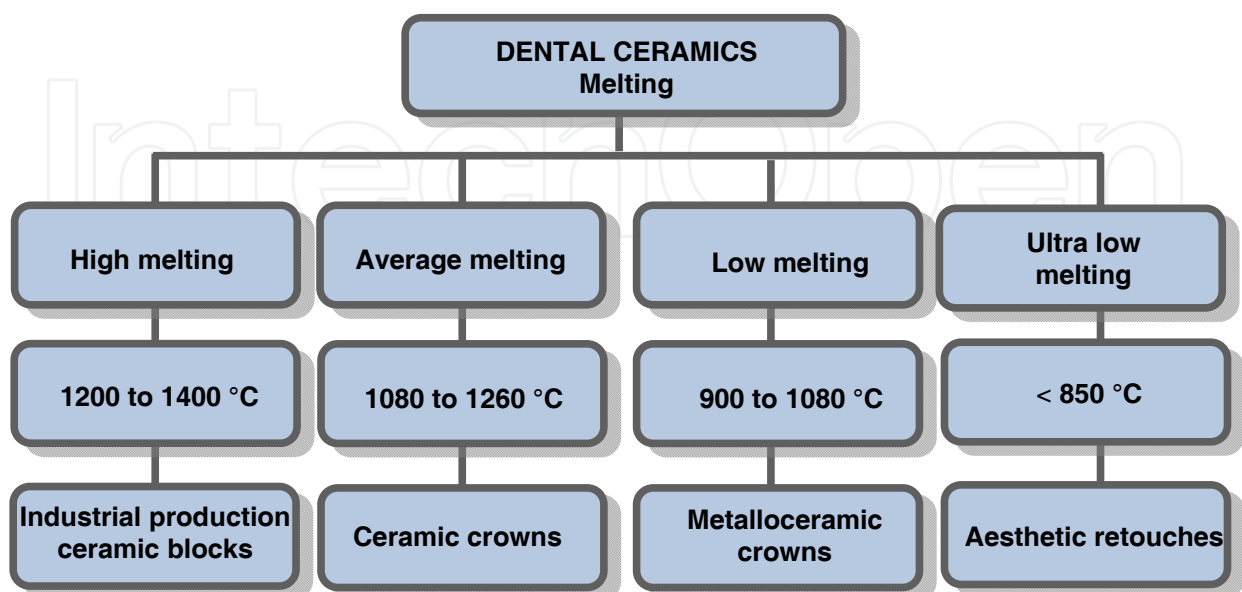 DENTAL CERAMICS
Melting
IntechOpen
High melting
Average melting
Low melting
Ultra low
melting
1200 to 1400 °C
1080 to 1260 °C
900 to 1080 °C
< 850 °C
Industrial production
ceramic blocks
Ceramic crowns
Metalloceramic
crowns
Aesthetic retouches